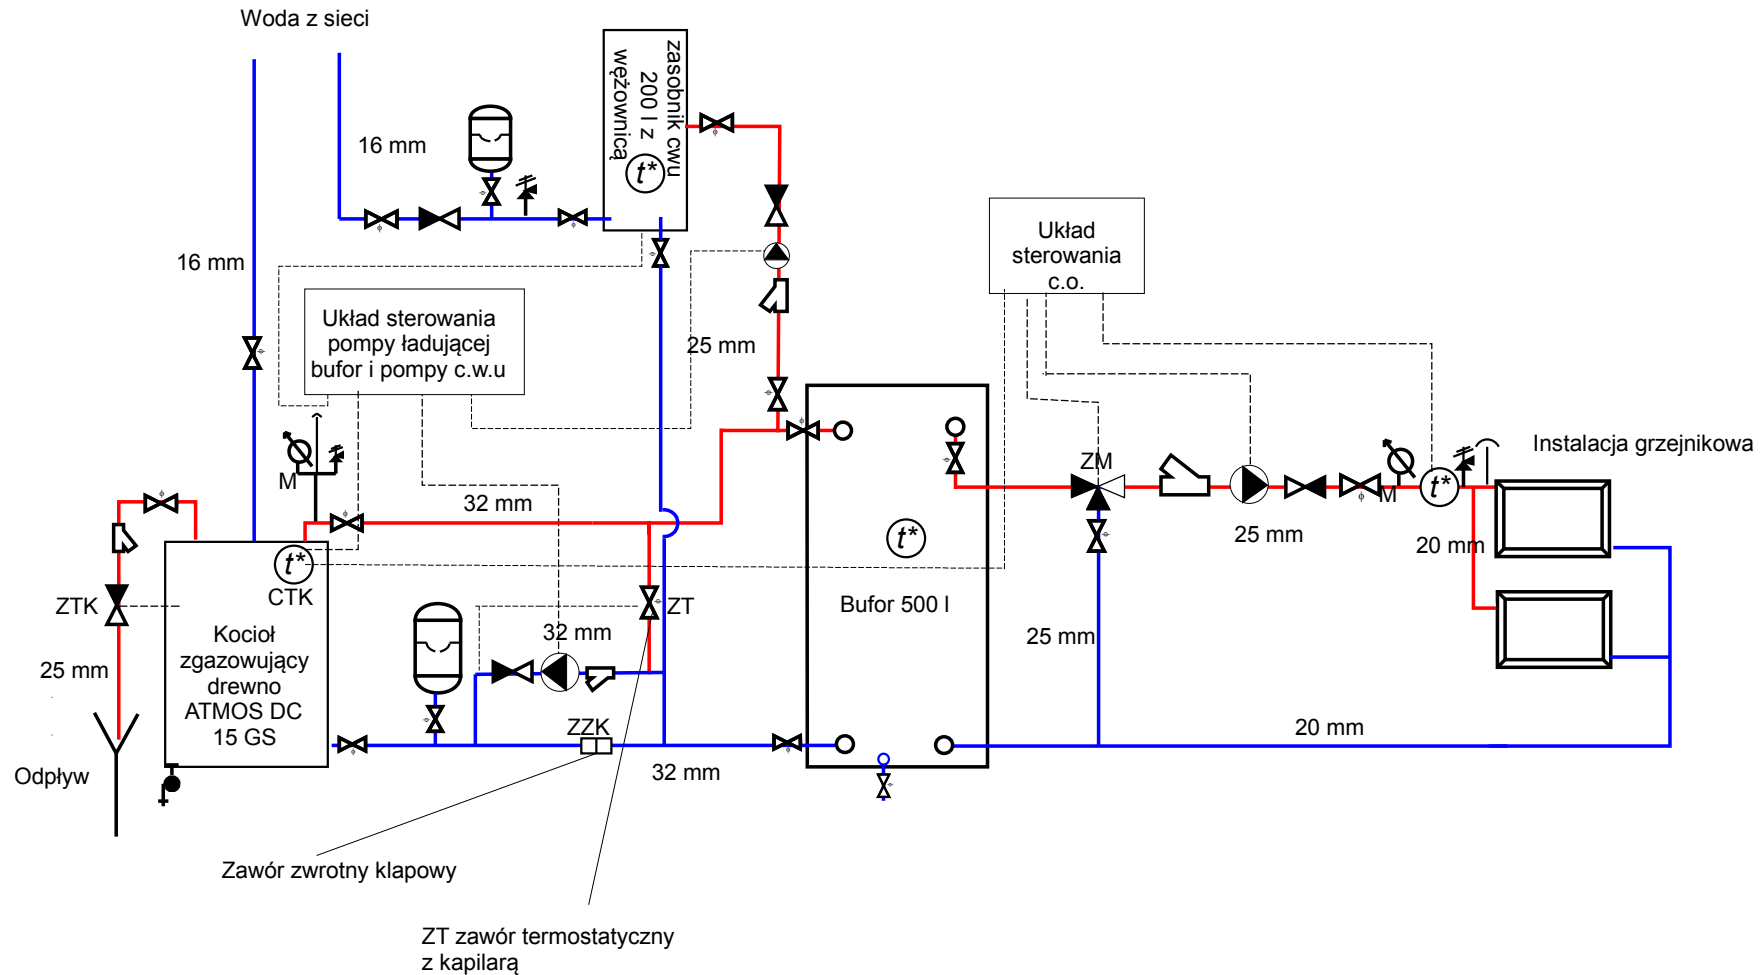 Woda z sieci
zasobnik cwu
200 l z
wężownicą
t*
16 mm
16 mm
Układ
sterowania
c.o.
Układ sterowania
pompy ładującej
bufor i pompy c.w.u
25 mm
Instalacja grzejnikowa
M
ZM
M
t*
32 mm
25 mm
20 mm
t*
CTK
t*
ZTK
ZT
Bufor 500 l
Kocioł
zgazowujący
drewno
ATMOS DC
15 GS
32 mm
25 mm
25 mm
ZZK
20 mm
Odpływ
32 mm
Zawór zwrotny klapowy
ZT zawór termostatyczny
z kapilarą